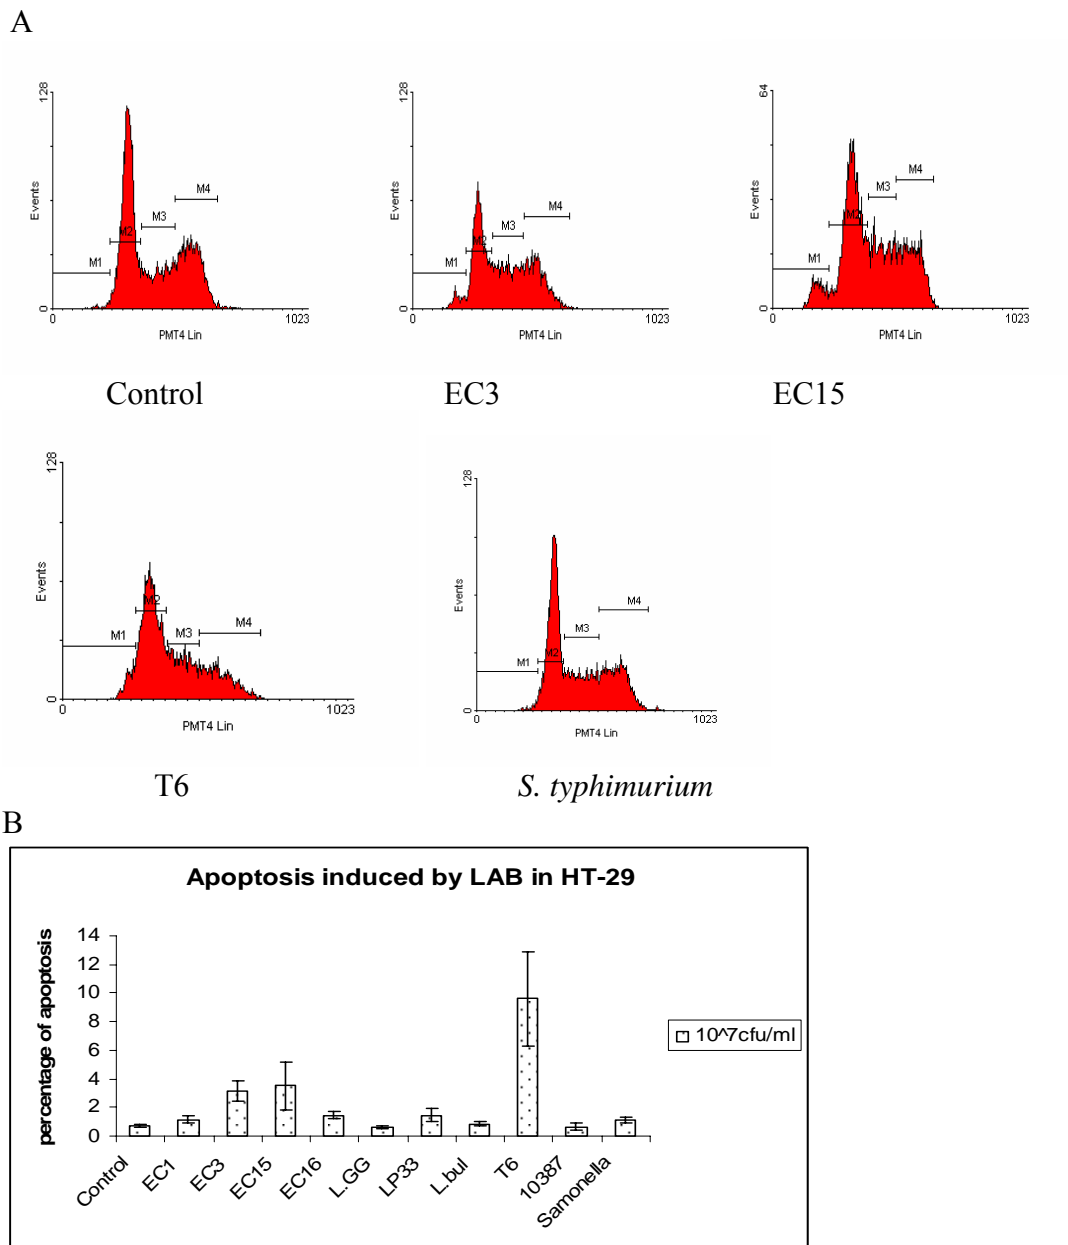 A
128
Events
0
M1
M2
M3
M4
0 1023
PMT4 Lin
Control
128
Events
0
M1
M2
M3
M4
0 1023
PMT4 Lin
EC3
64
Events
0
M1
M2
M3
M4
0 1023
PMT4 Lin
EC15
128
Events
0
M1
M2
M3
M4
0 1023
PMT4 Lin
T6
128
Events
0
M1
M2
M3
M4
0 1023
PMT4 Lin
S. typhimurium
B
Apoptosis induced by LAB in HT-29
percentage of apoptosis
14
12
10
8
6
4
2
0
Control
EC1
EC3
EC15
EC16
L.GG
LP33
L.bul
T6
10387
Samonella
10^7cfu/ml